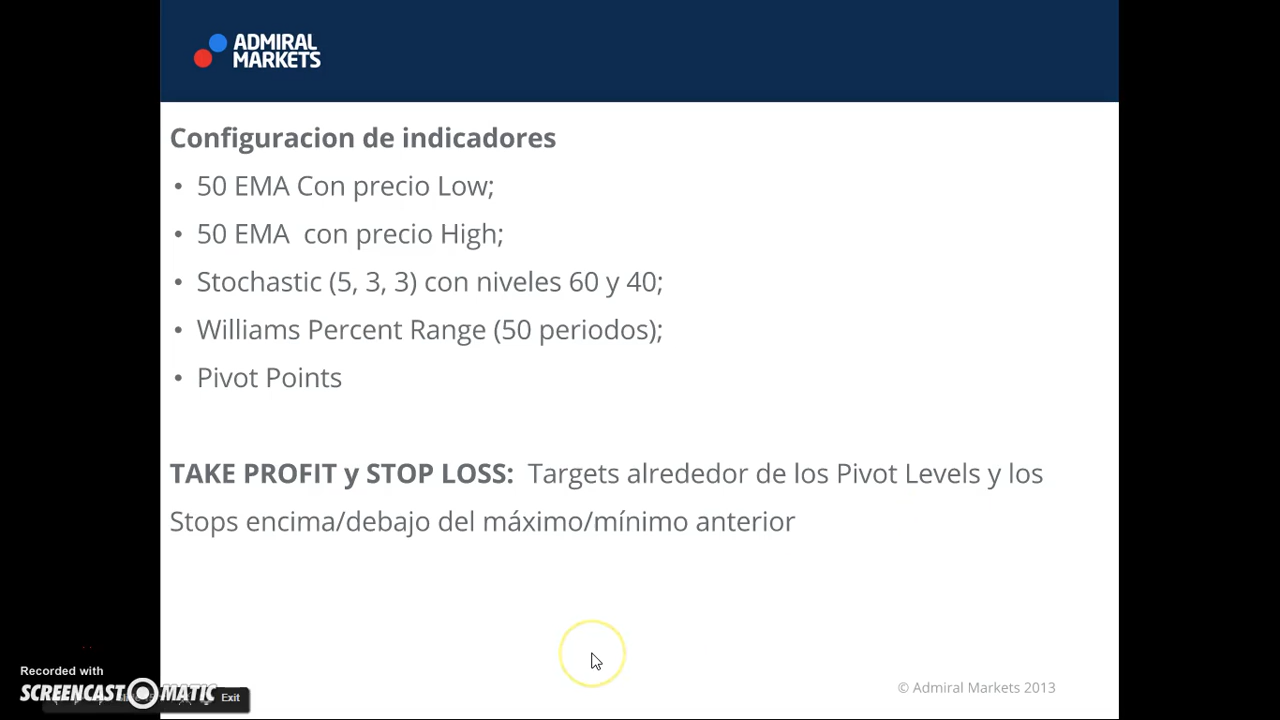 ADMIRAL
MARKETS
Configuracion de indicadores
• 50 EMA Con precio Low;
• 50 EMA con precio High;
• Stochastic (5, 3, 3) con niveles 60 y 40;
• Williams Percent Range (50 periodos);
• Pivot Points
TAKE PROFIT y STOP LOSS: Targets alrededor de los Pivot Levels y los
Stops encima/debajo del máximo/mínimo anterior
© Admiral Markets 2013
Recorded with
SCREENCAST-O-MATIC
Exit